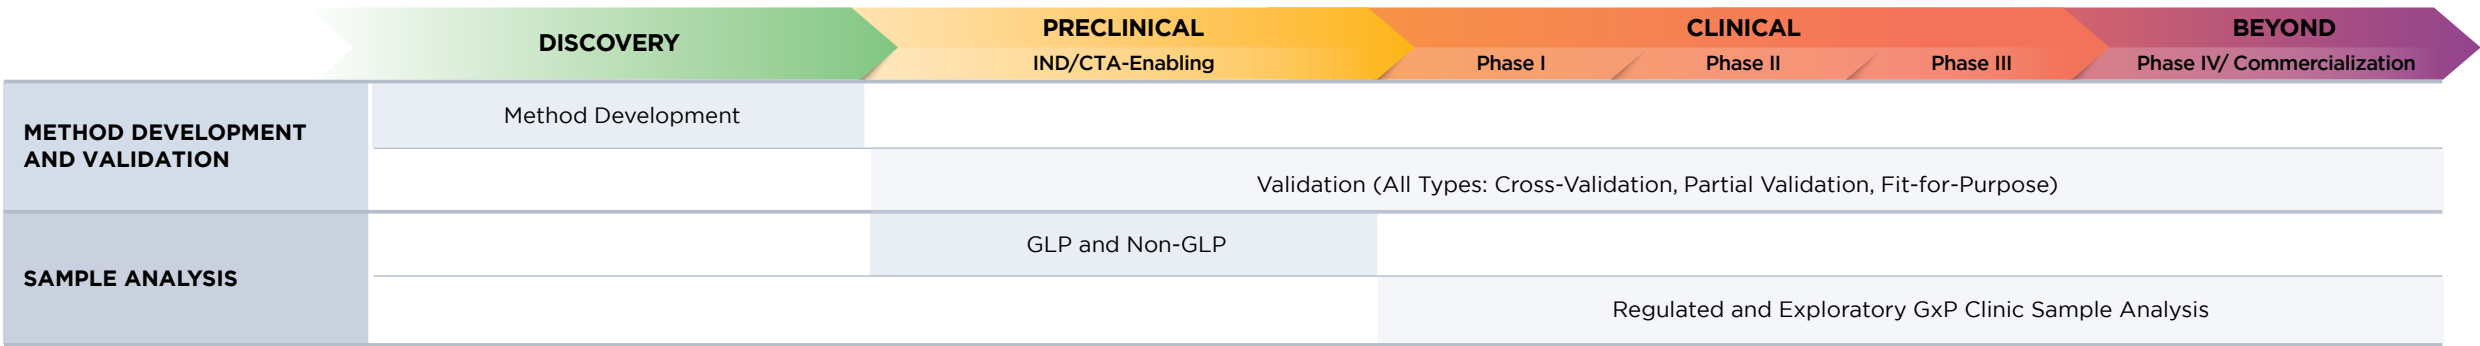 DISCOVERY
PRECLINICAL
IND/CTA-Enabling
CLINICAL
Phase I
Phase II
Phase III
BEYOND
Phase IV/ Commercialization
METHOD DEVELOPMENT
AND VALIDATION
Method Development
Validation (All Types: Cross-Validation, Partial Validation, Fit-for-Purpose)
SAMPLE ANALYSIS
GLP and Non-GLP
Regulated and Exploratory GxP Clinic Sample Analysis